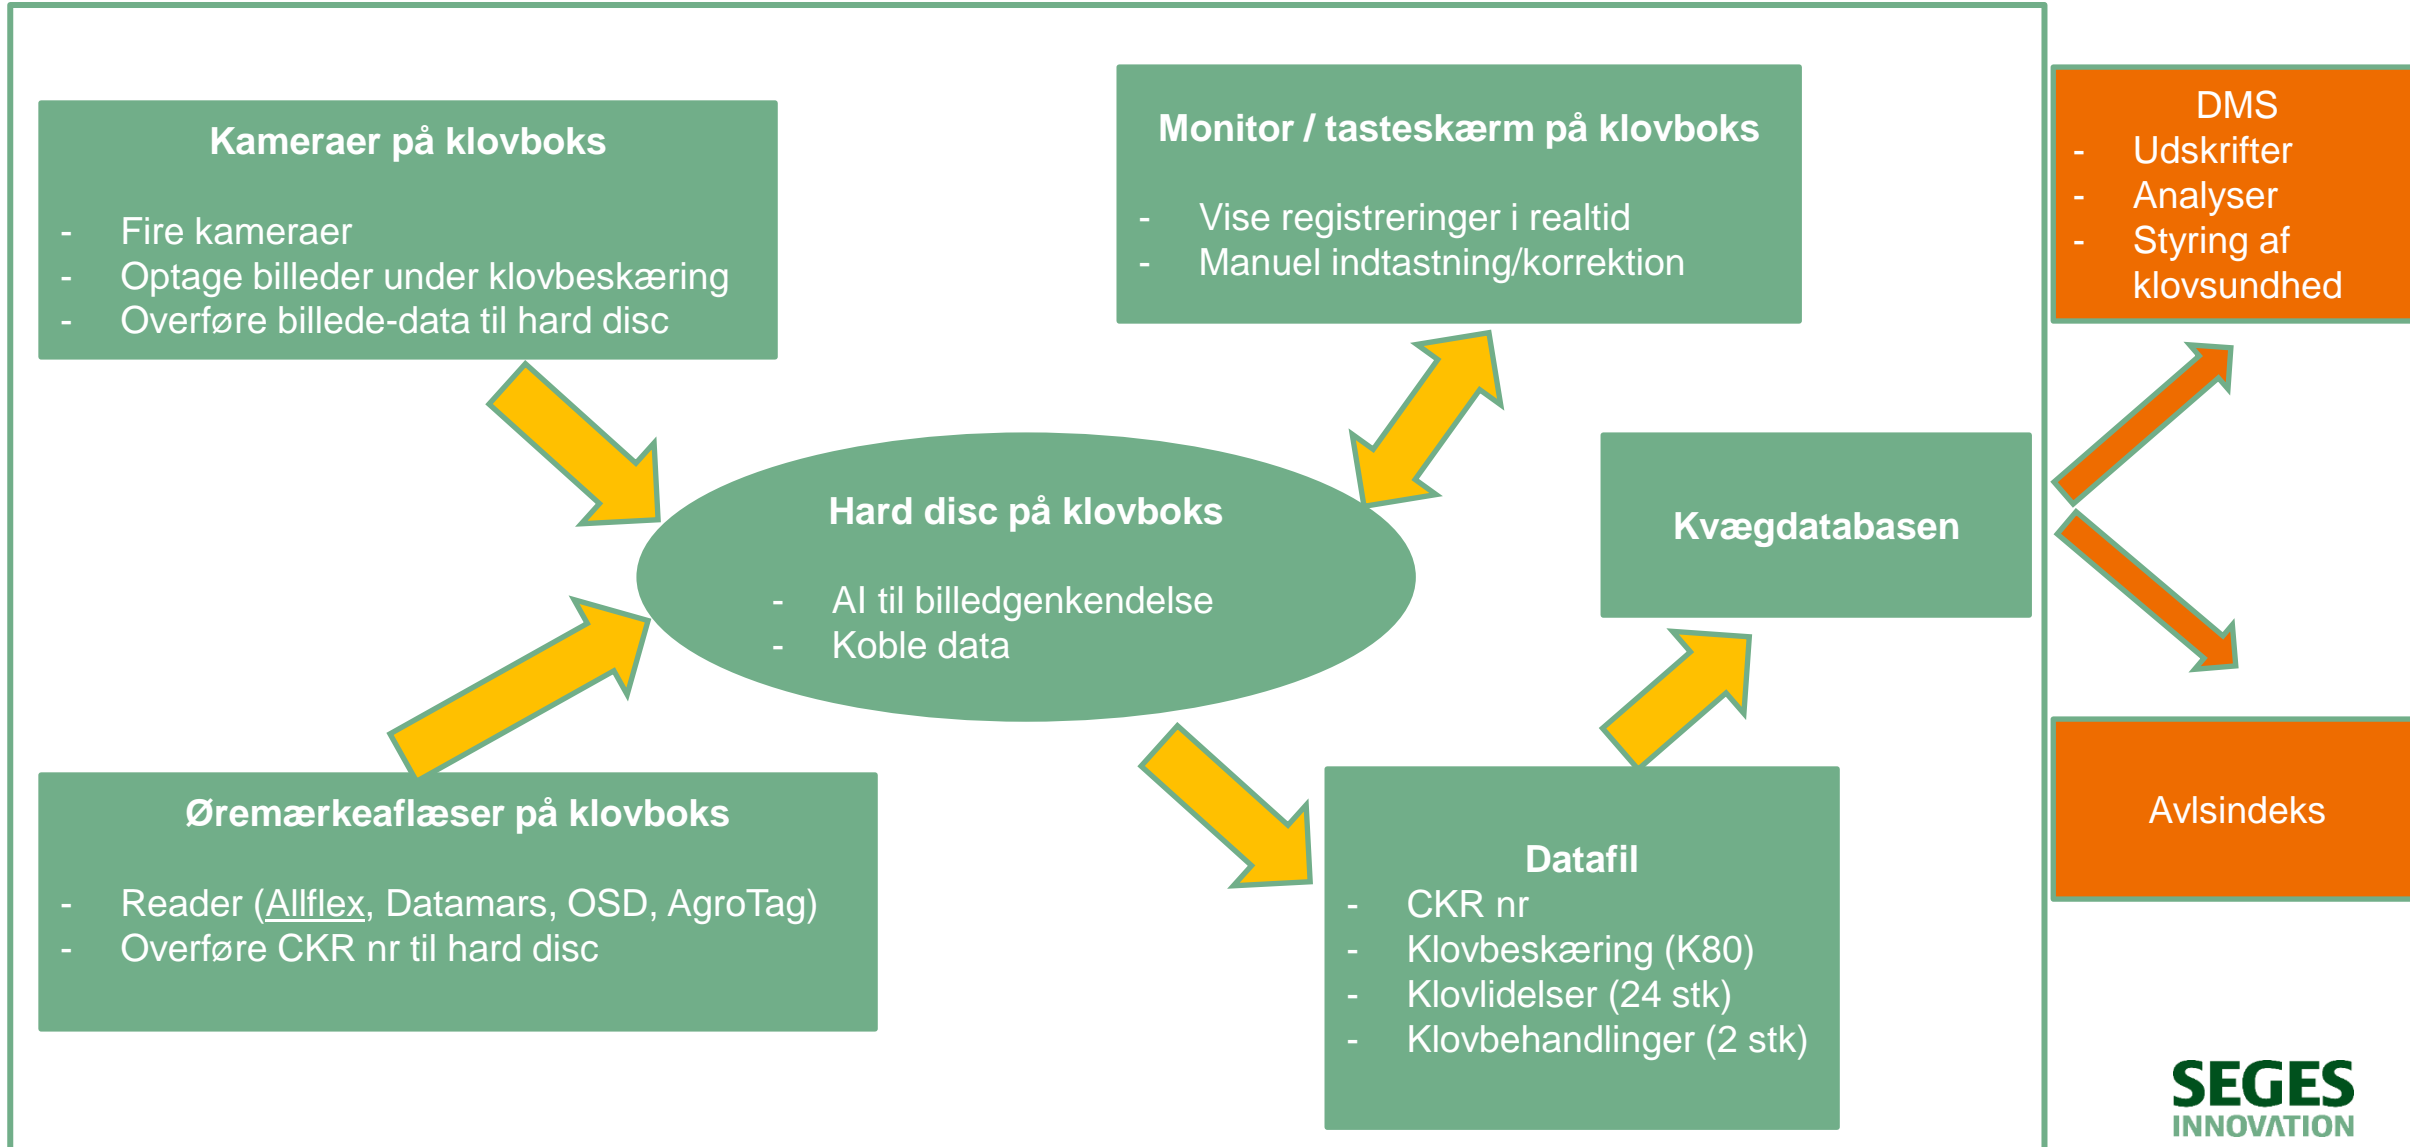 Kameraer på klovboks
- Fire kameraer
- Optage billeder under klovbeskæring
- Overføre billede-data til hard disc
Monitor / tasteskærm på klovboks
- Vise registreringer i realtid
- Manuel indtastning/korrektion
DMS
- Udskrifter
- Analyser
- Styring af
klovsundhed
Hard disc på klovboks
- AI til billedgenkendelse
- Koble data
Kvægdatabasen
Øremærkeaflæser på klovboks
- Reader (Allflex, Datamars, OSD, AgroTag)
- Overføre CKR nr til hard disc
Datafil
- CKR nr
- Klovbeskæring (K80)
- Klovlidelser (24 stk)
- Klovbehandlinger (2 stk)
Avlsindeks
SEGES
INNOVATION